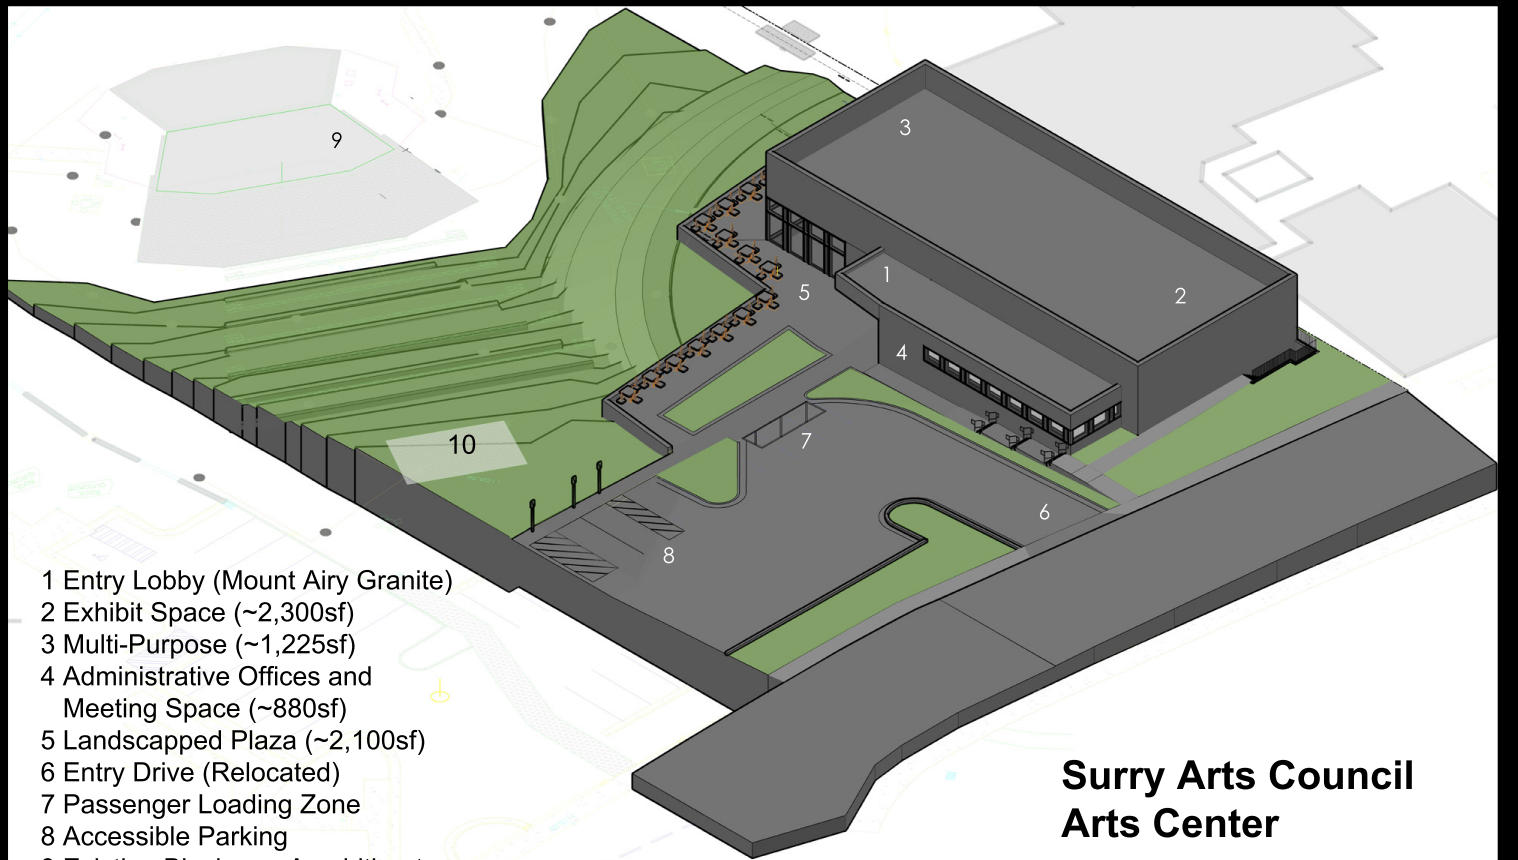 9
3
1
2
5
4
7
10
6
8
1 Entry Lobby (Mount Airy Granite)
2 Exhibit Space (~2,300sf)
3 Multi-Purpose (~1,225sf)
4 Administrative Offices and
Meeting Space (~880sf)
5 Landscapped Plaza (~2,100sf)
6 Entry Drive (Relocated)
7 Passenger Loading Zone
8 Accessible Parking
Surry Arts Council
Arts Center